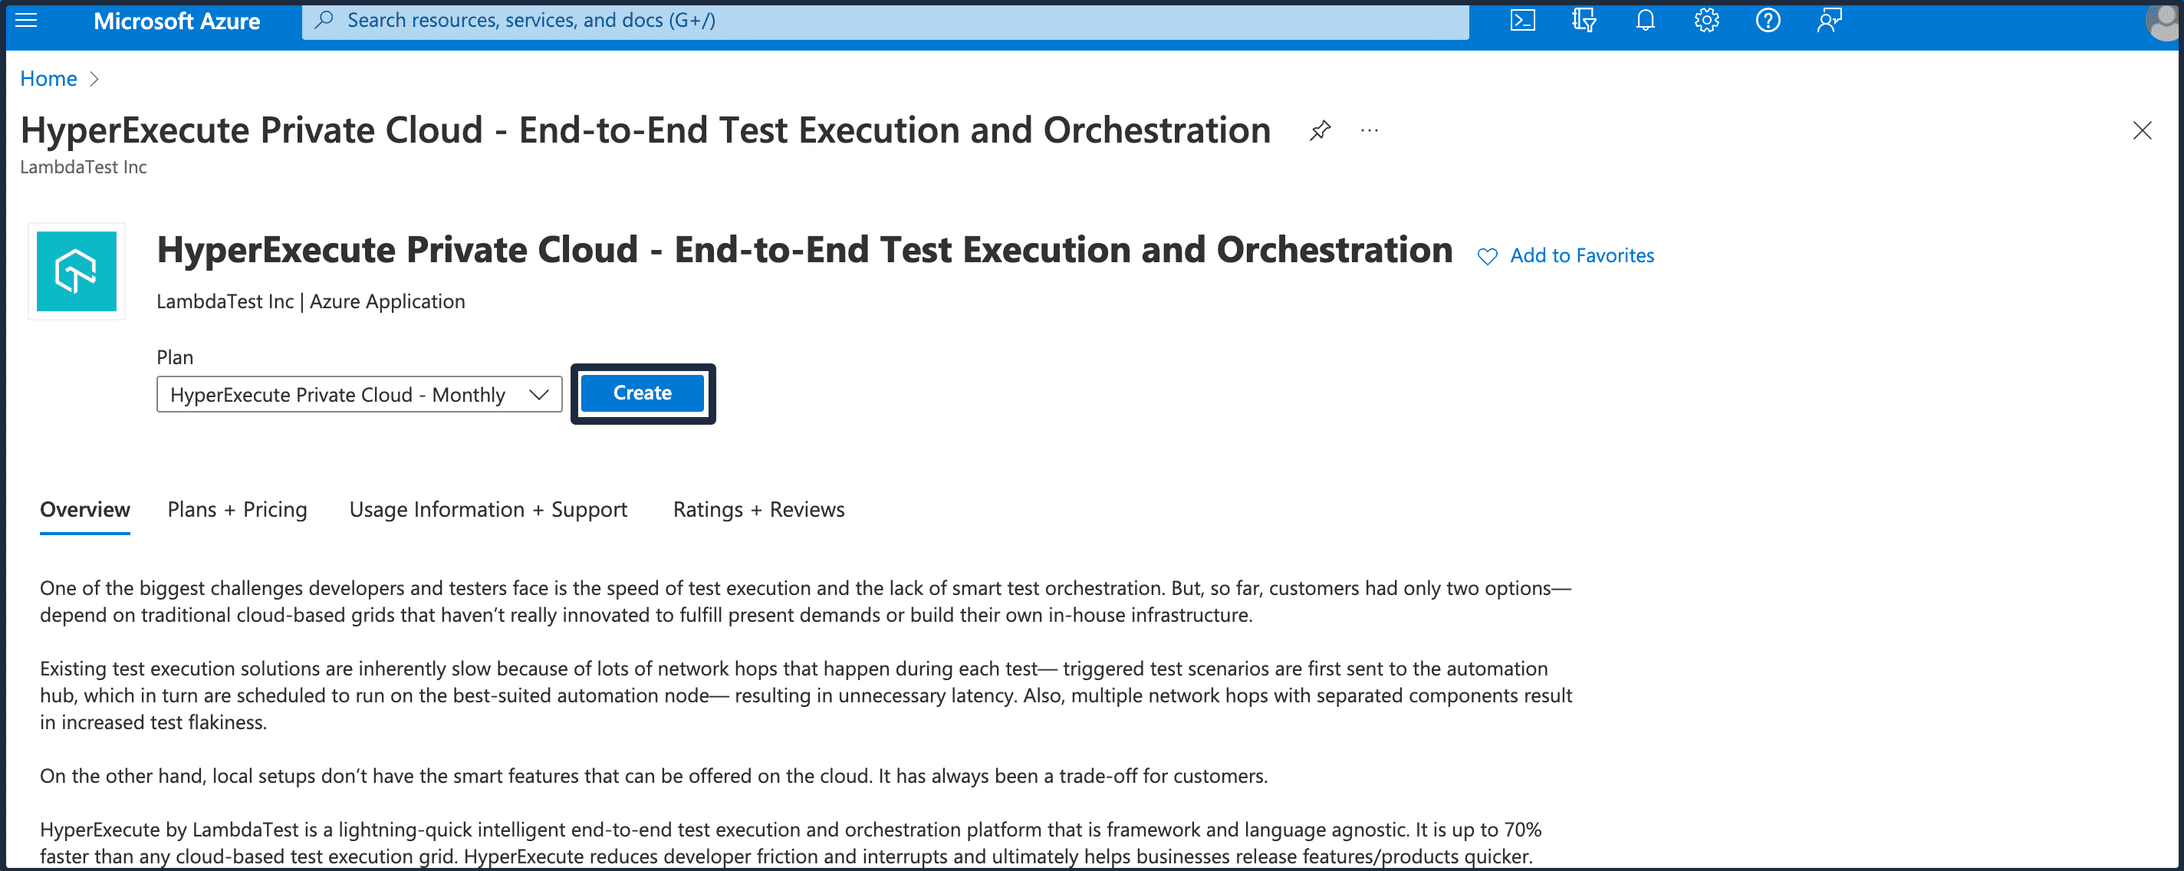 Microsoft Azure
Search resources, services, and docs (G+/)
Home
HyperExecute Private Cloud - End-to-End Test Execution and Orchestration
LambdaTest Inc
HyperExecute Private Cloud - End-to-End Test Execution and Orchestration
Add to Favorites
LambdaTest Inc | Azure Application
Plan
HyperExecute Private Cloud - Monthly
Create
Overview
Plans + Pricing
Usage Information + Support
Ratings + Reviews
One of the biggest challenges developers and testers face is the speed of test execution and the lack of smart test orchestration. But, so far, customers had only two options—
depend on traditional cloud-based grids that haven’t really innovated to fulfill present demands or build their own in-house infrastructure.
Existing test execution solutions are inherently slow because of lots of network hops that happen during each test— triggered test scenarios are first sent to the automation
hub, which in turn are scheduled to run on the best-suited automation node— resulting in unnecessary latency. Also, multiple network hops with separated components result
in increased test flakiness.
On the other hand, local setups don’t have the smart features that can be offered on the cloud. It has always been a trade-off for customers.
HyperExecute by LambdaTest is a lightning-quick intelligent end-to-end test execution and orchestration platform that is framework and language agnostic. It is up to 70%
faster than any cloud-based test execution grid. HyperExecute reduces developer friction and interrupts and ultimately helps businesses release features/products quicker.